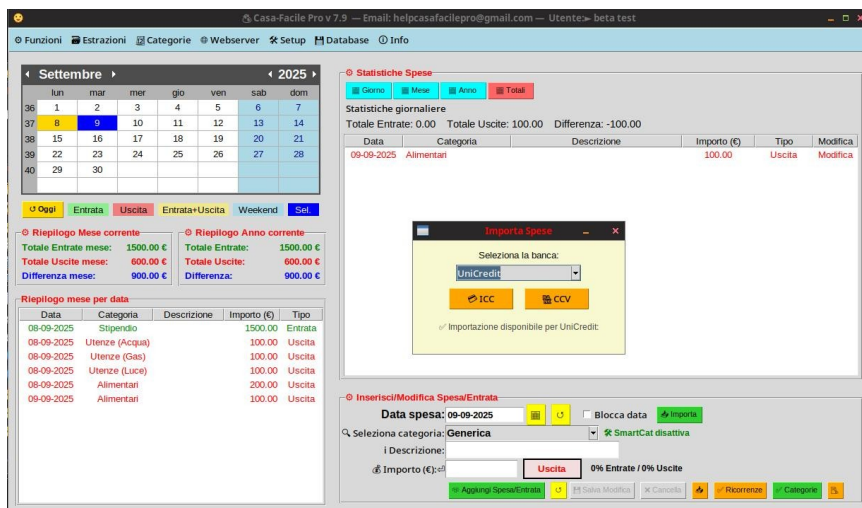 Casa-Facile Pro v 7.9 — Email: helpcasafacilepro@gmail.com — Utente:➢ beta test
Funzioni Estrazioni Categorie Webserver Setup Database Info
Settembre 2025
lun mar mer gio ven sab dom
36 1 2 3 4 5 6 7
37 8 9 10 11 12 13 14
38 15 16 17 18 19 20 21
39 22 23 24 25 26 27 28
40 29 30
Oggi Entrata Uscita Entrata+Uscita Weekend Sel.
Riepilogo Mese corrente
Totale Entrate mese: 1500.00 €
Totale Uscite mese: 600.00 €
Differenza mese: 900.00 €
Riepilogo Anno corrente
Totale Entrate: 1500.00 €
Totale Uscite: 600.00 €
Differenza: 900.00 €
Riepilogo mese per data
Data Categoria Descrizione Importo (€) Tipo
08-09-2025 Stipendio 1500.00 Entrata
08-09-2025 Utenze (Acqua) 100.00 Uscita
08-09-2025 Utenze (Gas) 100.00 Uscita
08-09-2025 Utenze (Luce) 100.00 Uscita
08-09-2025 Alimentari 200.00 Uscita
09-09-2025 Alimentari 100.00 Uscita
Statistiche Spese
Giorno Mese Anno Totali
Statistiche giornaliere
Totale Entrate: 0.00 Totale Uscite: 100.00 Differenza: -100.00
Data Categoria Descrizione Importo (€) Tipo Modifica
09-09-2025 Alimentari 100.00 Uscita Modifica
Importa Spese
Seleziona la banca:
UniCredit
ICC CCV
Importazione disponibile per UniCredit:
Inserisci/Modifica Spesa/Entrata
Data spesa: 09-09-2025 Blocca data Importa
Seleziona categoria: Generica SmartCat disattiva
i Descrizione:
Importo (€): Uscita 0% Entrate / 0% Uscite
Aggiungi Spesa/Entrata Salva Modifica Cancella Ricorrenze Categorie